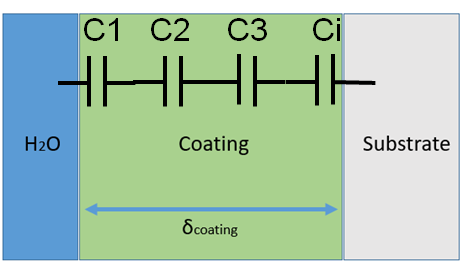 C1 C2 C3 Ci
H₂O Coating Substrate
δcoating